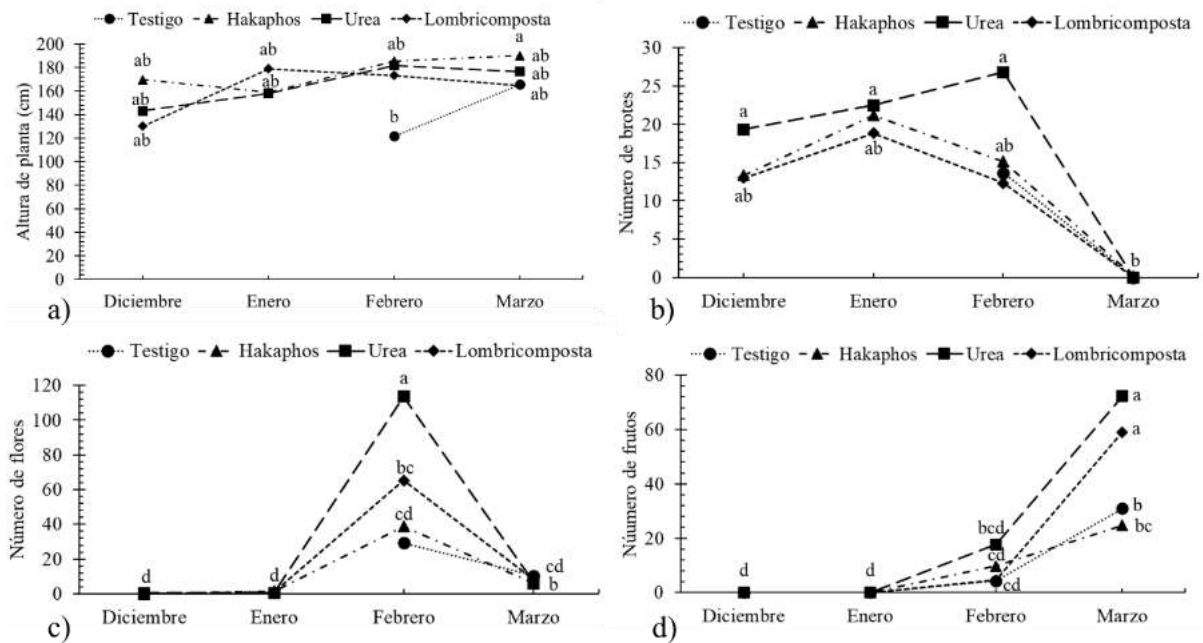 Testigo Hakaphos Urea Lombricomposta
Altura de planta (cm)
200
180
160
140
120
100
80
60
40
20
0
ab
ab
ab
a
ab
ab
ab
ab
ab
b
ab
Diciembre Enero Febrero Marzo
a)
Testigo Hakaphos Urea Lombricomposta
Número de brotes
30
25
20
15
10
5
0
a
a
a
ab
ab
ab
b
Diciembre Enero Febrero Marzo
b)
Testigo Hakaphos Urea Lombricomposta
Número de flores
120
100
80
60
40
20
0
a
bc
cd
d
d
cd
b
Diciembre Enero Febrero Marzo
c)
Testigo Hakaphos Urea Lombricomposta
Núumero de frutos
80
60
40
20
0
a
a
b
bcd
bc
cd
d
d
cd
Diciembre Enero Febrero Marzo
d)